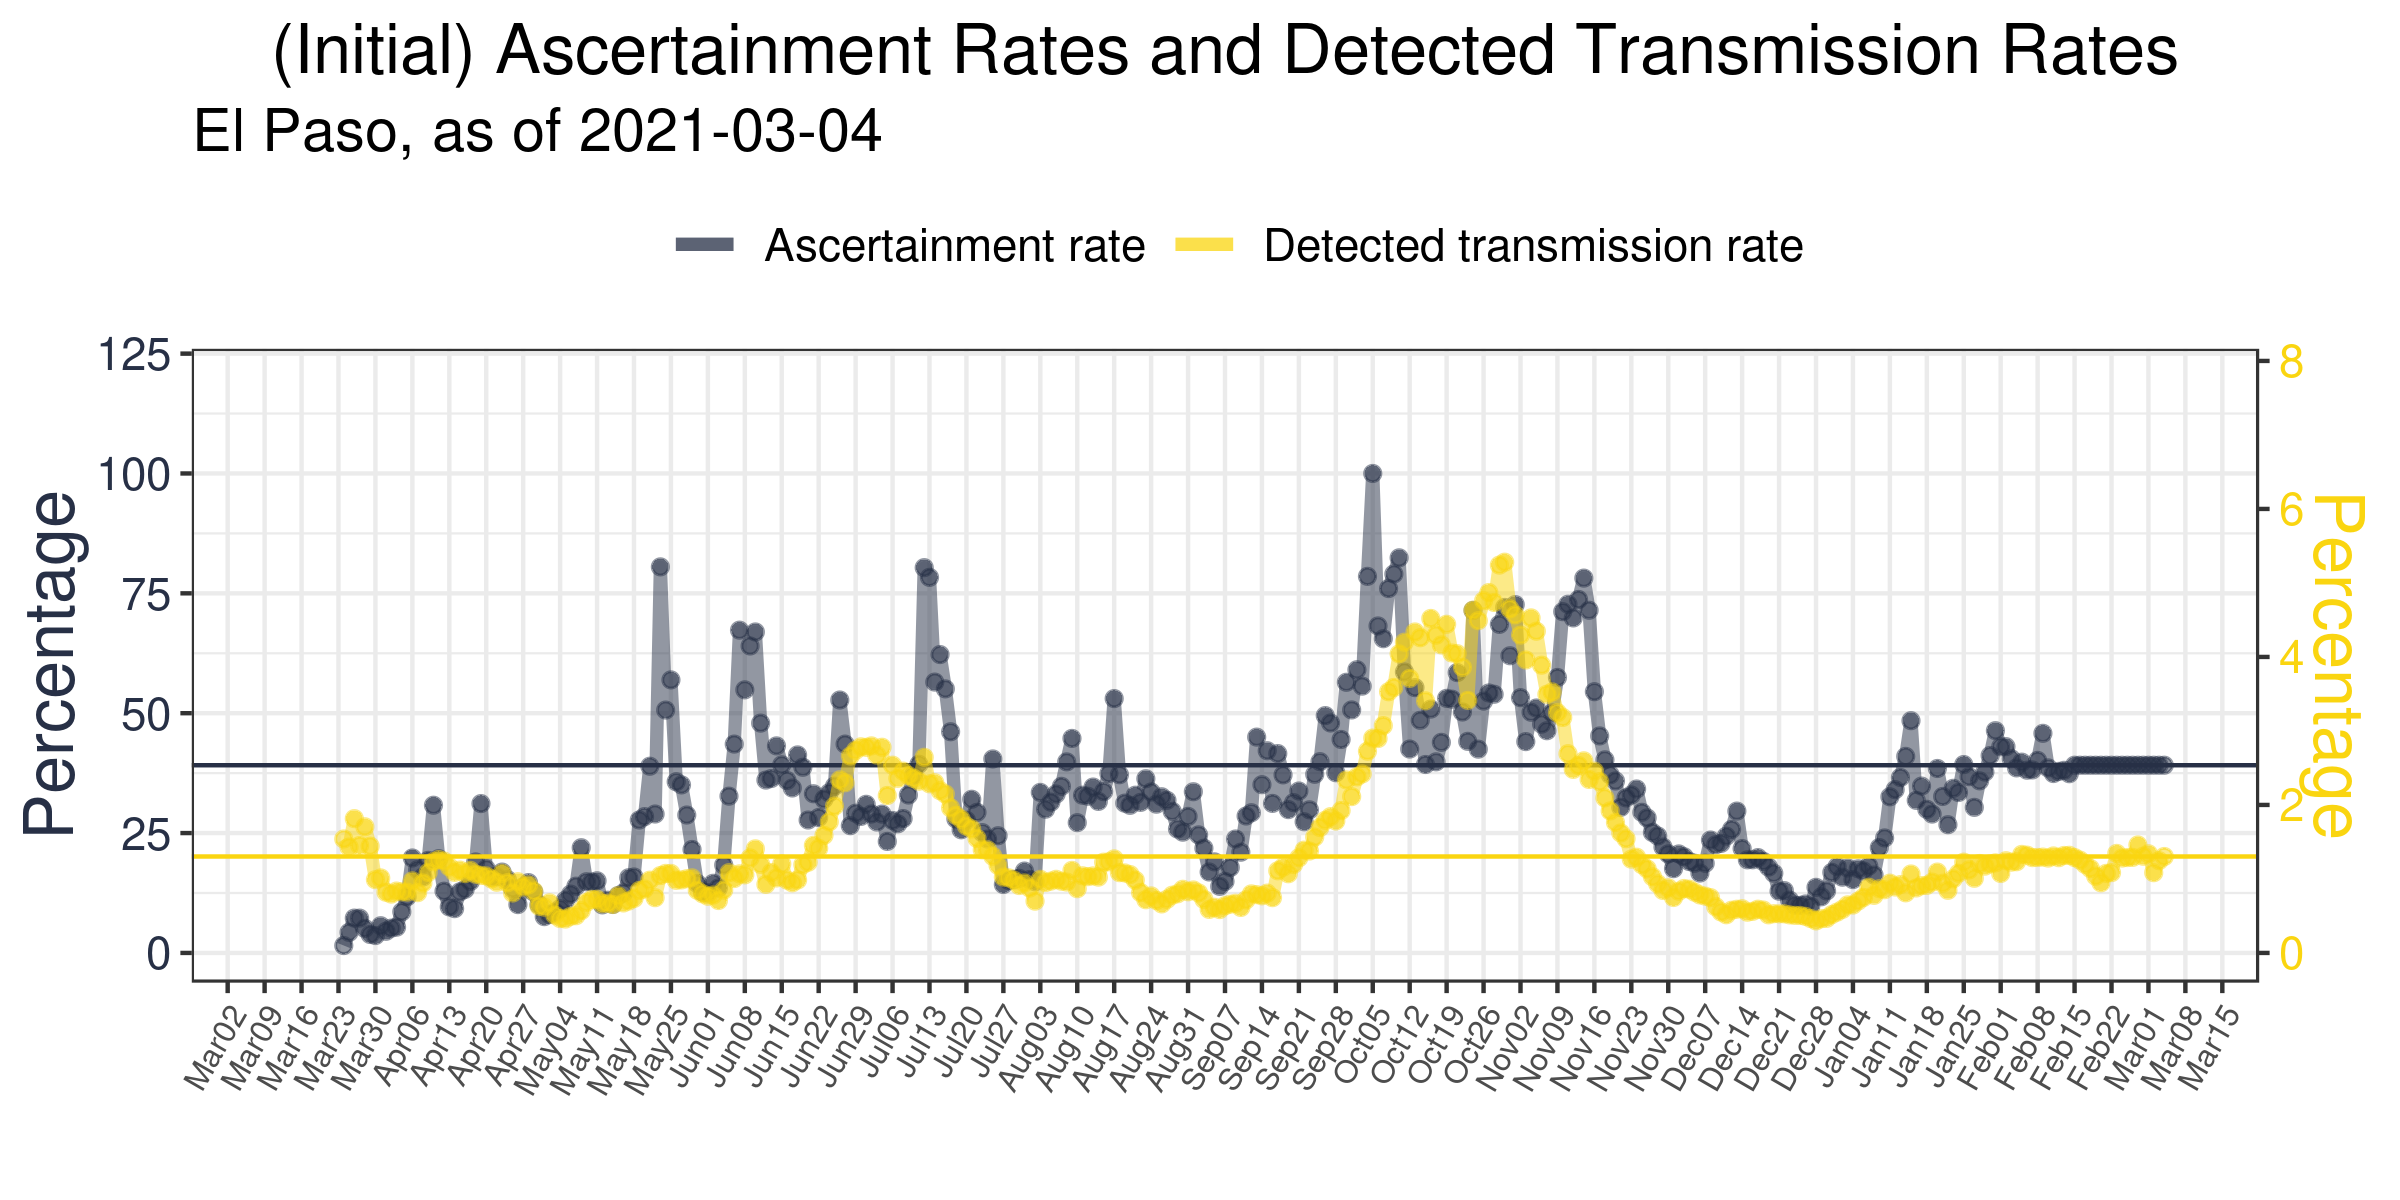 (Initial) Ascertainment Rates and Detected Transmission Rates
El Paso, as of 2021-03-04
Ascertainment rate Detected transmission rate
Percentage
125
100
75
50
25
0
8
6
4
2
0
Percentage
Mar02 Mar09 Mar16 Mar23 Mar30 Apr06 Apr13 Apr20 Apr27 May04 May11 May18 May25 Jun01 Jun08 Jun15 Jun22 Jun29 Jul06 Jul13 Jul20 Jul27 Aug03 Aug10 Aug17 Aug24 Aug31 Sep07 Sep14 Sep21 Sep28 Oct05 Oct12 Oct19 Oct26 Nov02 Nov09 Nov16 Nov23 Nov30 Dec07 Dec14 Dec21 Dec28 Jan04 Jan11 Jan18 Jan25 Feb01 Feb08 Feb15 Feb22 Mar01 Mar08 Mar15